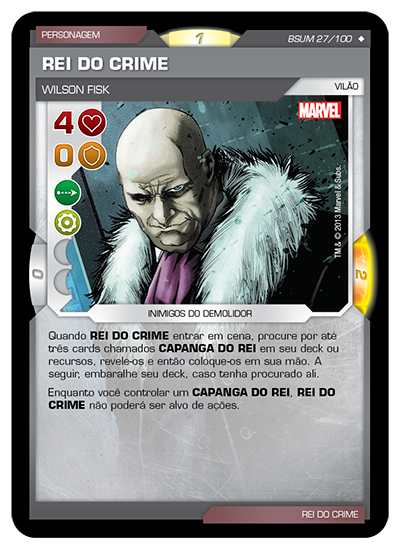 PERSONAGEM
1
BSUM 27/100
REI DO CRIME
WILSON FISK
VILÃO
4
MARVEL
0
TM & © 2013 Marvel & Subs.
0
2
INIMIGOS DO DEMOLIDOR
Quando REI DO CRIME entrar em cena, procure por até
três cards chamados CAPANGA DO REI em seu deck ou
recursos, revele-os e então coloque-os em sua mão. A
seguir, embaralhe seu deck, caso tenha procurado ali.
Enquanto você controlar um CAPANGA DO REI, REI DO
CRIME não poderá ser alvo de ações.
REI DO CRIME